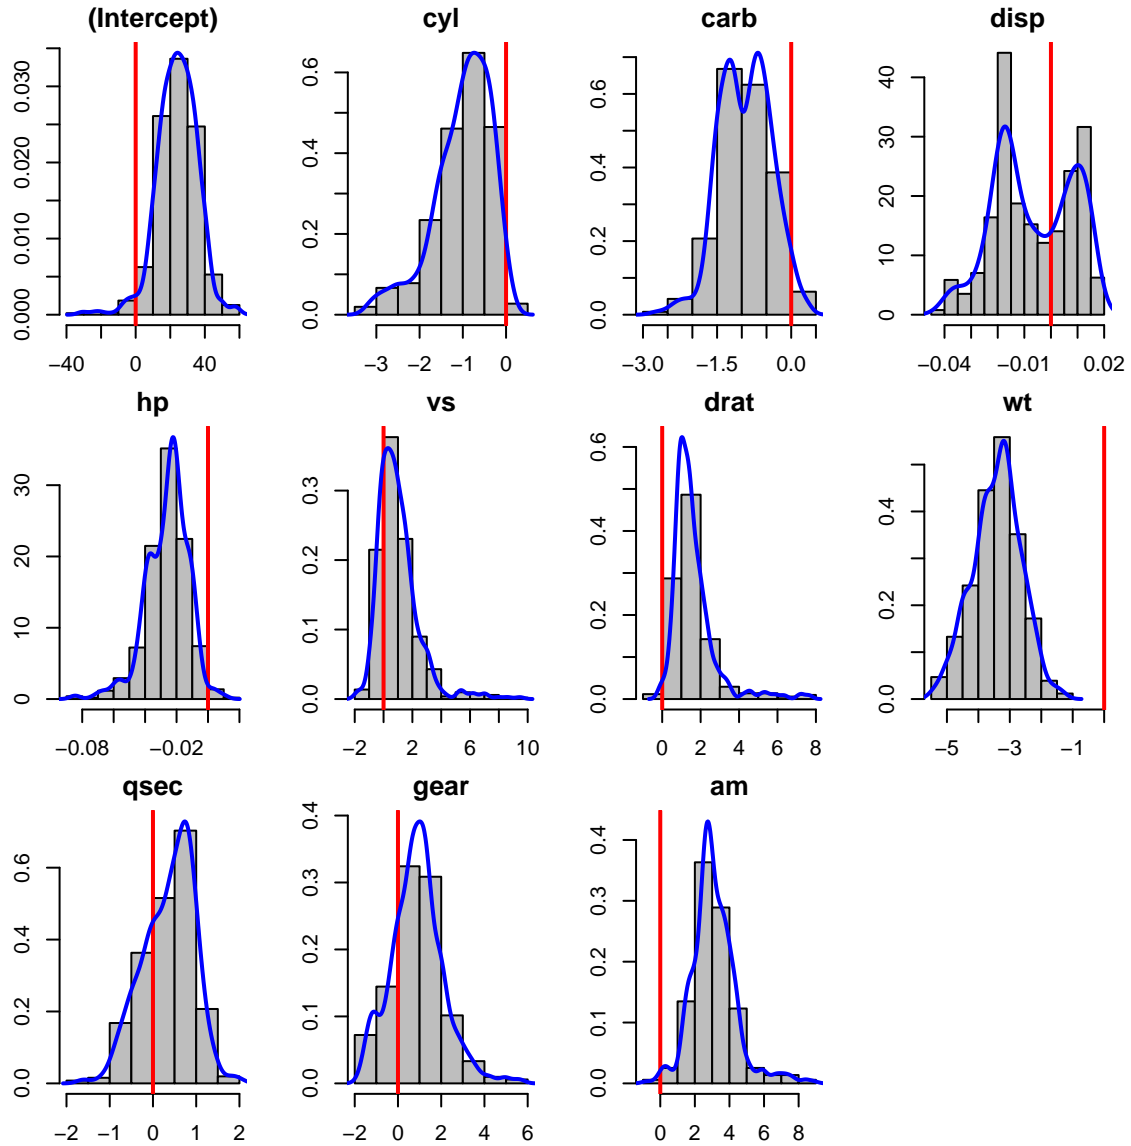 (Intercept) cyl carb disp
0.000 0.010 0.020 0.030
−40 0 40
0.0 0.2 0.4 0.6
−3 −2 −1 0
0.0 0.2 0.4 0.6
−3.0 −1.5 0.0
0 10 20 30 40
−0.04 −0.01 0.02
hp vs drat wt
0 10 30
−0.08 −0.02
0.0 0.1 0.3
−2 2 6 10
0.0 0.2 0.4 0.6
0 2 4 6 8
0.0 0.2 0.4
−5 −3 −1
qsec gear am
0.0 0.2 0.4 0.6
−2 −1 0 1 2
0.0 0.1 0.2 0.3 0.4
−2 0 2 4 6
0.0 0.1 0.2 0.3 0.4
0 2 4 6 8